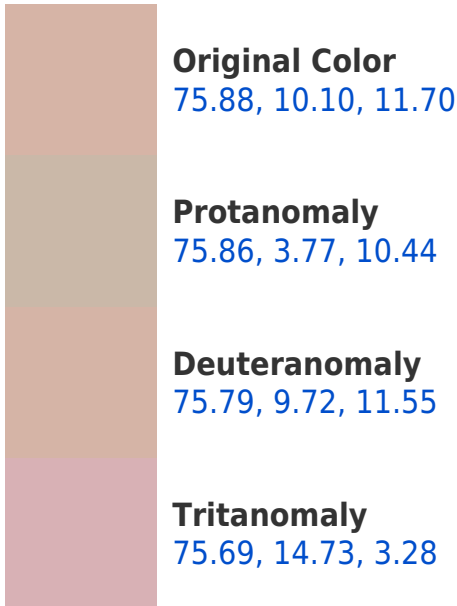 Original Color
75.88, 10.10, 11.70
Protanomaly
75.86, 3.77, 10.44
Deuteranomaly
75.79, 9.72, 11.55
Tritanomaly
75.69, 14.73, 3.28